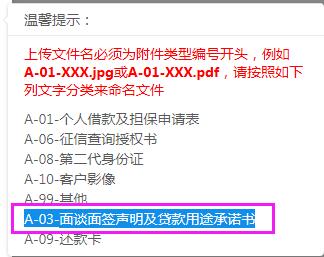 温馨提示：
上传文件名必须为附件类型编号开头，例如
A-01-XXX.jpg或A-01-XXX.pdf，请按照如下
列文字分类来命名文件
A-01-个人借款及担保申请表
A-06-征信查询授权书
A-08-第二代身份证
A-10-客户影像
A-99-其他
A-03-面谈面签声明及贷款用途承诺书
A-09-还款卡